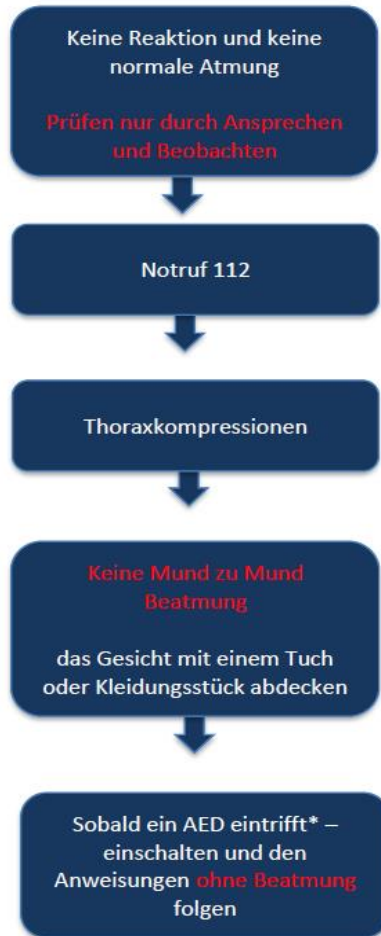 Keine Reaktion und keine
normale Atmung
Prüfen nur durch Ansprechen
und Beobachten
Notruf 112
Thoraxkompressionen
Keine Mund zu Mund
Beatmung
das Gesicht mit einem Tuch
oder Kleidungsstück abdecken
Sobald ein AED eintrifft* –
einschalten und den
Anweisungen ohne Beatmung
folgen